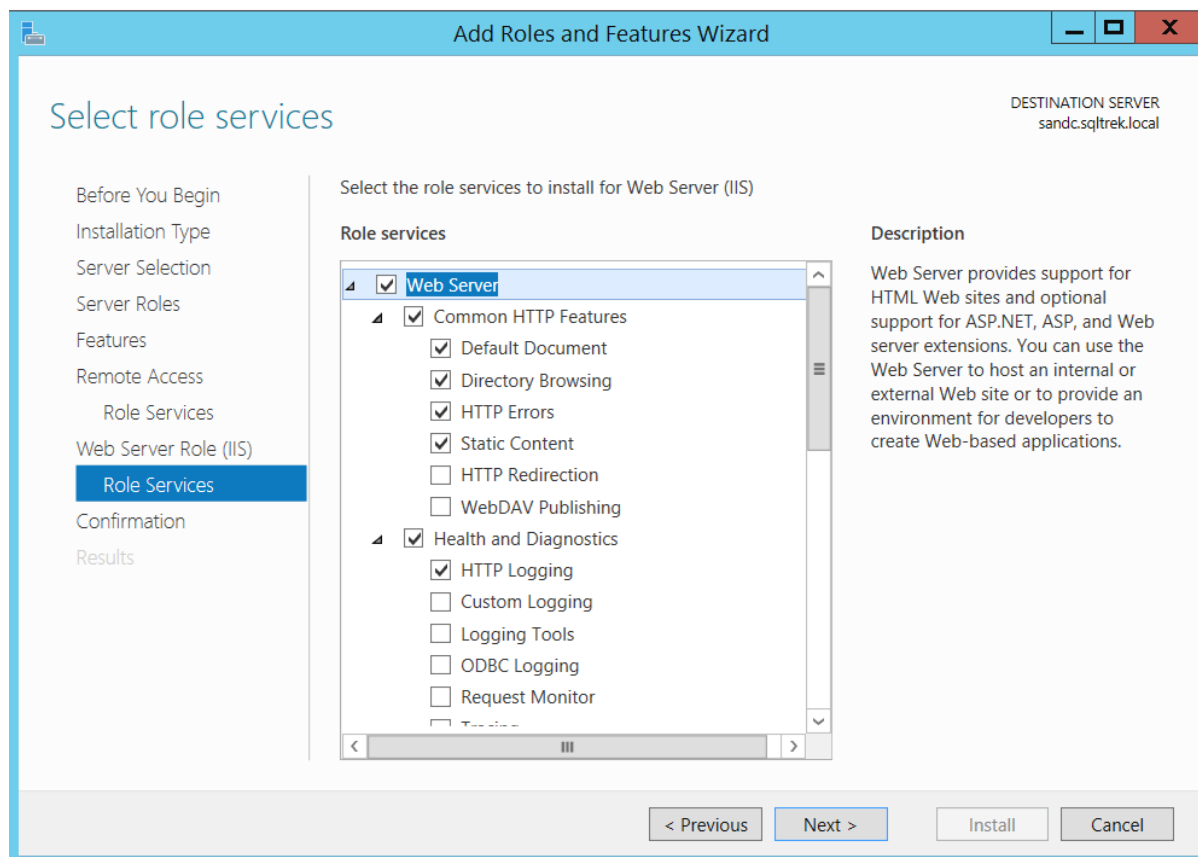 Add Roles and Features Wizard
X
Select role services
DESTINATION SERVER
sandc.sqltrek.local
Before You Begin
Installation Type
Server Selection
Server Roles
Features
Remote Access
Role Services
Web Server Role (IIS)
Role Services
Confirmation
Results
Select the role services to install for Web Server (IIS)
Role services
Web Server
Common HTTP Features
Default Document
Directory Browsing
HTTP Errors
Static Content
HTTP Redirection
WebDAV Publishing
Health and Diagnostics
HTTP Logging
Custom Logging
Logging Tools
ODBC Logging
Request Monitor
Tracing
Description
Web Server provides support for
HTML Web sites and optional
support for ASP.NET, ASP, and Web
server extensions. You can use the
Web Server to host an internal or
external Web site or to provide an
environment for developers to
create Web-based applications.
< Previous
Next >
Install
Cancel